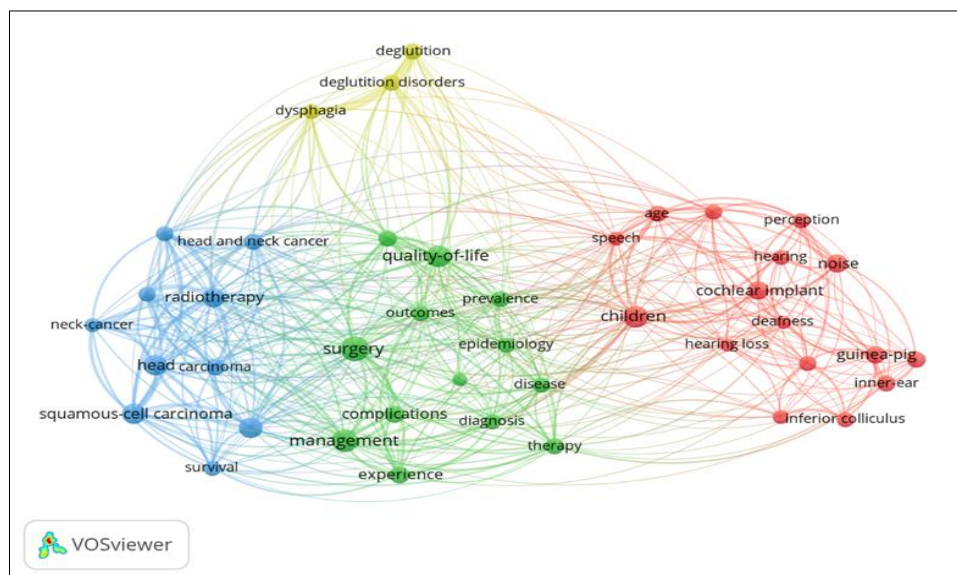 deglutition
deglutition disorders
dysphagia
age
perception
head and neck cancer
speech
quality-of-life
hearing
noise
radiotherapy
prevalence
cochlear implant
neck-cancer
outcomes
children
deafness
surgery
epidemiology
hearing loss
guinea-pig
head
carcinoma
disease
inner-ear
squamous-cell carcinoma
complications
diagnosis
inferior colliculus
management
therapy
survival
experience
VOSviewer